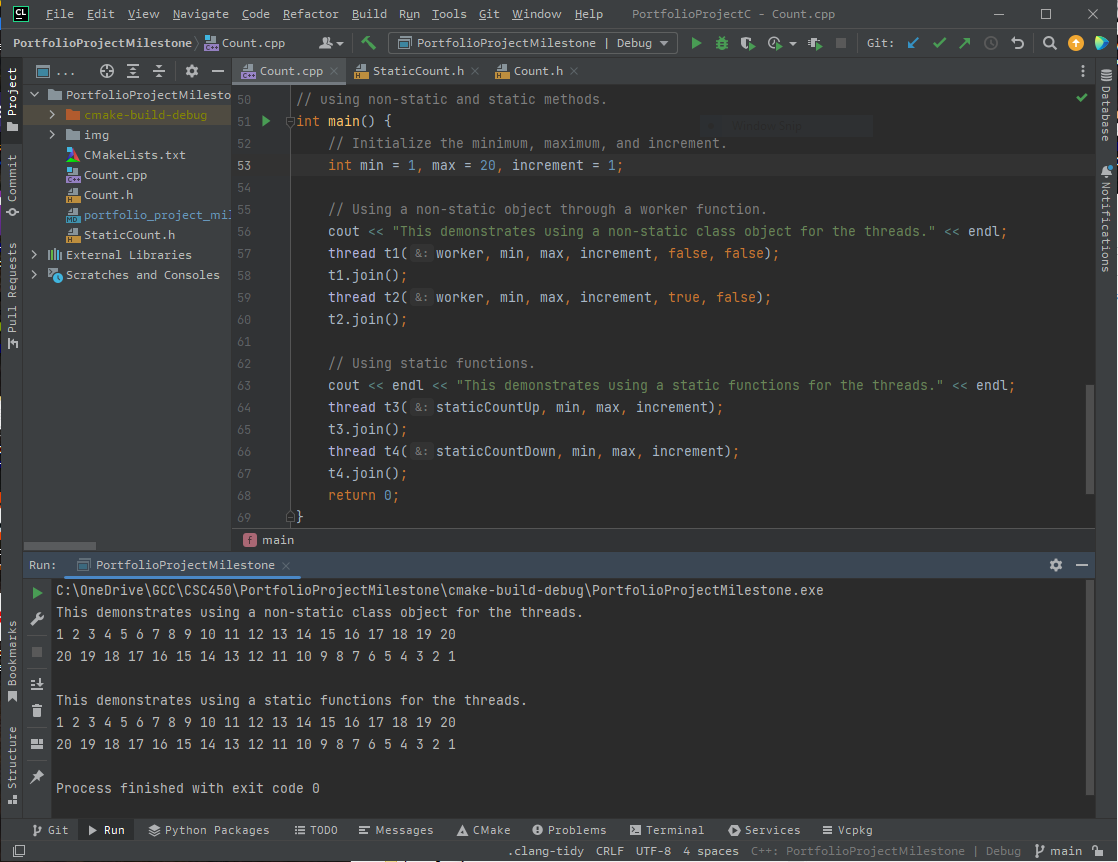 CL File Edit View Navigate Code Refactor Build Run Tools Git Window Help PortfolioProjectC - Count.cpp
PortfolioProjectMilestone Count.cpp PortfolioProjectMilestone | Debug Git:
Project
Commit
Pull Requests
Bookmarks
Structure
...
PortfolioProjectMilesto
cmake-build-debug
img
CMakeLists.txt
Count.cpp
Count.h
portfolio_project_mil
StaticCount.h
External Libraries
Scratches and Consoles
Count.cpp StaticCount.h Count.h
50 // using non-static and static methods.
51 int main() {
52 // Initialize the minimum, maximum, and increment.
53 int min = 1, max = 20, increment = 1;
54
55 // Using a non-static object through a worker function.
56 cout << "This demonstrates using a non-static class object for the threads." << endl;
57 thread t1( &: worker, min, max, increment, false, false);
58 t1.join();
59 thread t2( &: worker, min, max, increment, true, false);
60 t2.join();
61
62 // Using static functions.
63 cout << endl << "This demonstrates using a static functions for the threads." << endl;
64 thread t3( &: staticCountUp, min, max, increment);
65 t3.join();
66 thread t4( &: staticCountDown, min, max, increment);
67 t4.join();
68 return 0;
69 }
f main
Database
Notifications
Run: PortfolioProjectMilestone
C:\OneDrive\GCC\CSC450\PortfolioProjectMilestone\cmake-build-debug\PortfolioProjectMilestone.exe
This demonstrates using a non-static class object for the threads.
1 2 3 4 5 6 7 8 9 10 11 12 13 14 15 16 17 18 19 20
20 19 18 17 16 15 14 13 12 11 10 9 8 7 6 5 4 3 2 1
This demonstrates using a static functions for the threads.
1 2 3 4 5 6 7 8 9 10 11 12 13 14 15 16 17 18 19 20
20 19 18 17 16 15 14 13 12 11 10 9 8 7 6 5 4 3 2 1
Process finished with exit code 0
Git Run Python Packages TODO Messages CMake Problems Terminal Services Vcpkg
.clang-tidy CRLF UTF-8 4 spaces C++: PortfolioProjectMilestone | Debug main